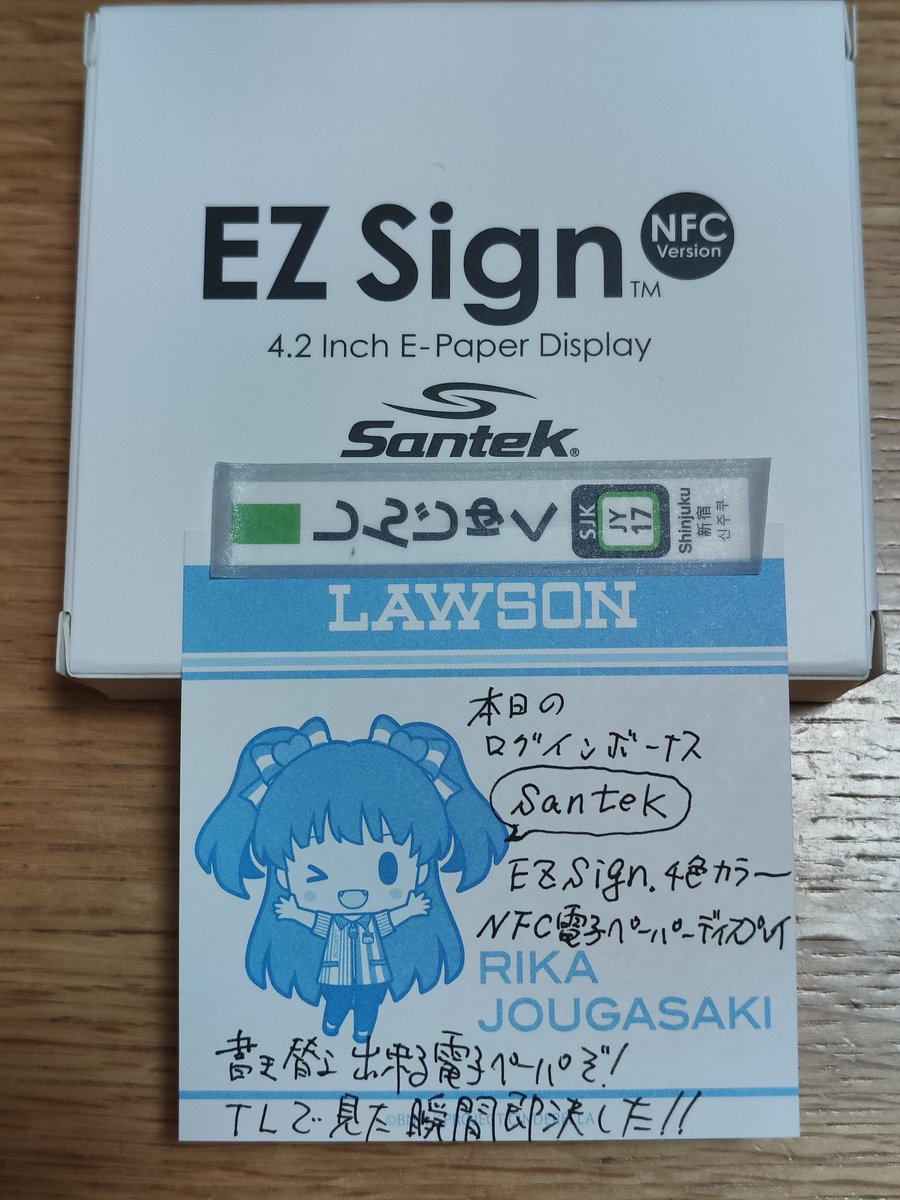 EZ Sign™
NFC
Version
4.2 Inch E-Paper Display
Santek®
しんじゅく
SJK
JY
17
Shinjuku
新宿
신주쿠
LAWSON
本日の
ログインボーナス
Santek
EZ Sign. 4色カラー
NFC電子ペーパーディスプレイ
RIKA
JOUGASAKI
書き替え出来る電子ペーパーぞ!
TLで見た瞬間即決した!!